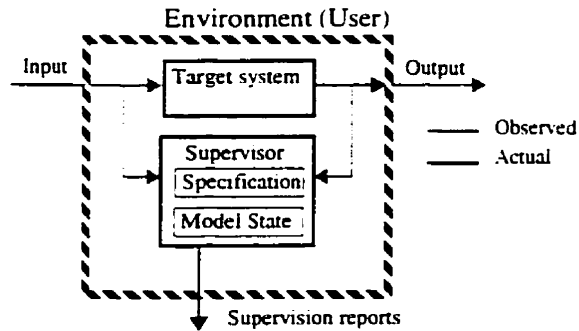 Environment (User)
Input
Target system
Output
Supervisor
Specification
Model State
Observed
Actual
Supervision reports